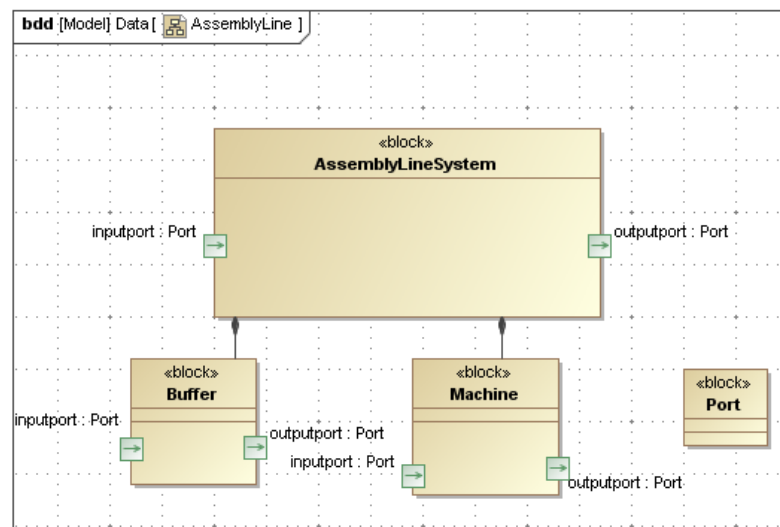 bdd [Model] Data [ AssemblyLine ]
«block»
AssemblyLineSystem
inputport : Port
outputport : Port
«block»
Buffer
inputport : Port
outputport : Port
«block»
Machine
inputport : Port
outputport : Port
«block»
Port